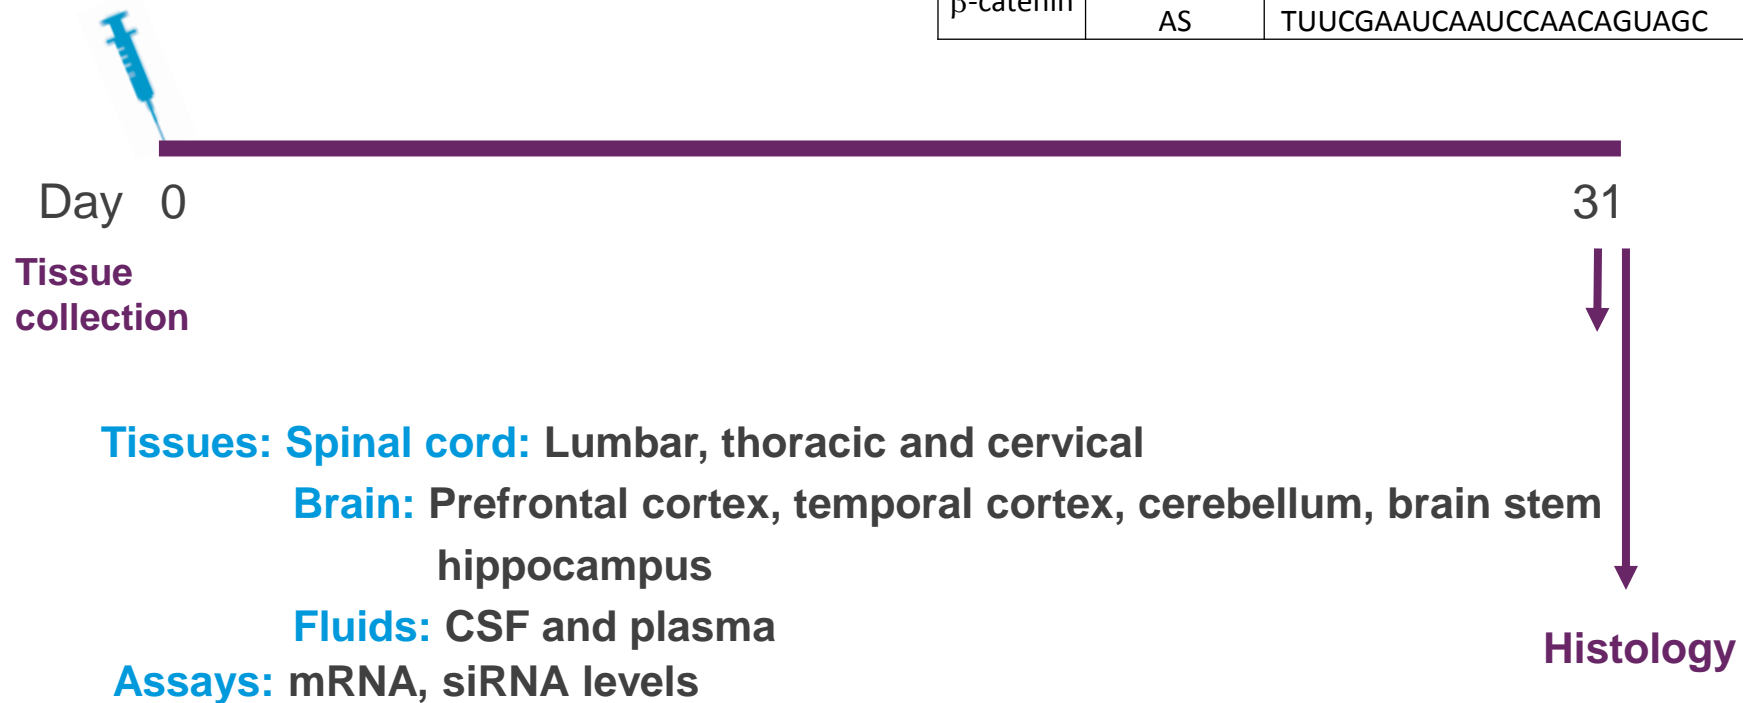 β-catenin
AS TUUCGAAUCAAUCCAACAGUAGC
Day 0 31
Tissue
collection
Tissues: Spinal cord: Lumbar, thoracic and cervical
Brain: Prefrontal cortex, temporal cortex, cerebellum, brain stem
hippocampus
Fluids: CSF and plasma
Histology
Assays: mRNA, siRNA levels